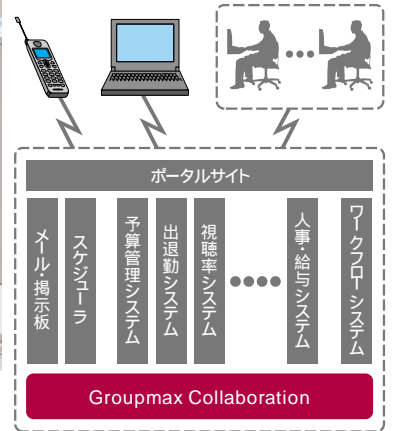 ポータルサイト
メール・掲示板
スケジューラ
予算管理システム
出退勤システム
視聴率システム
人事・給与システム
ワークフローシステム
Groupmax Collaboration